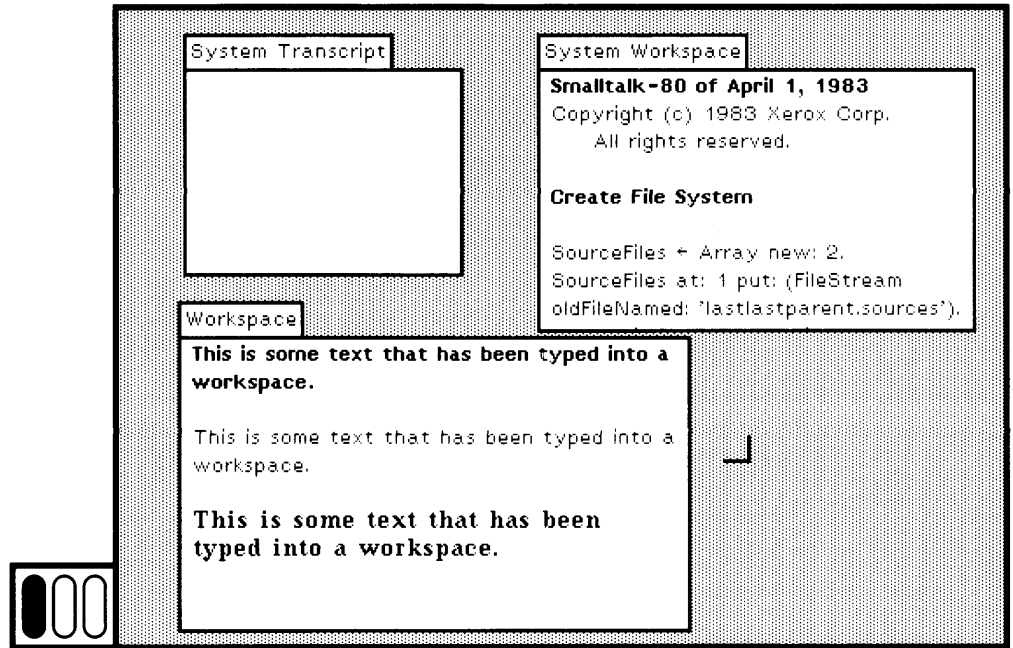 System Transcript
System Workspace
Smalltalk-80 of April 1, 1983
Copyright (c) 1983 Xerox Corp.
All rights reserved.
Create File System
SourceFiles ← Array new: 2.
SourceFiles at: 1 put: (FileStream
oldFileNamed: 'lastlastparent.sources').
Workspace
This is some text that has been typed into a
workspace.
This is some text that has been typed into a
workspace.
This is some text that has been
typed into a workspace.